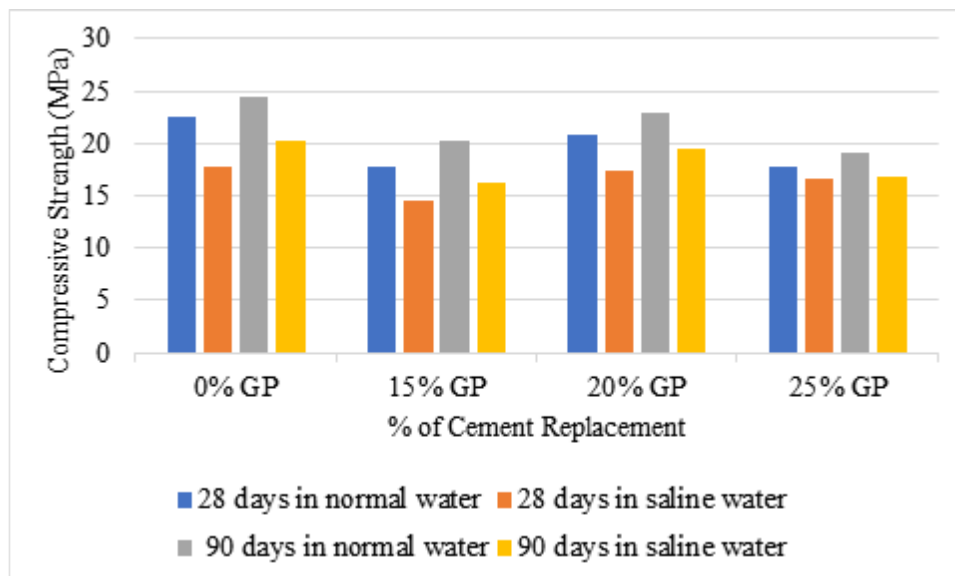 Compressive Strength (MPa)
30
25
20
15
10
5
0
0% GP 15% GP 20% GP 25% GP
% of Cement Replacement
28 days in normal water 28 days in saline water
90 days in normal water 90 days in saline water